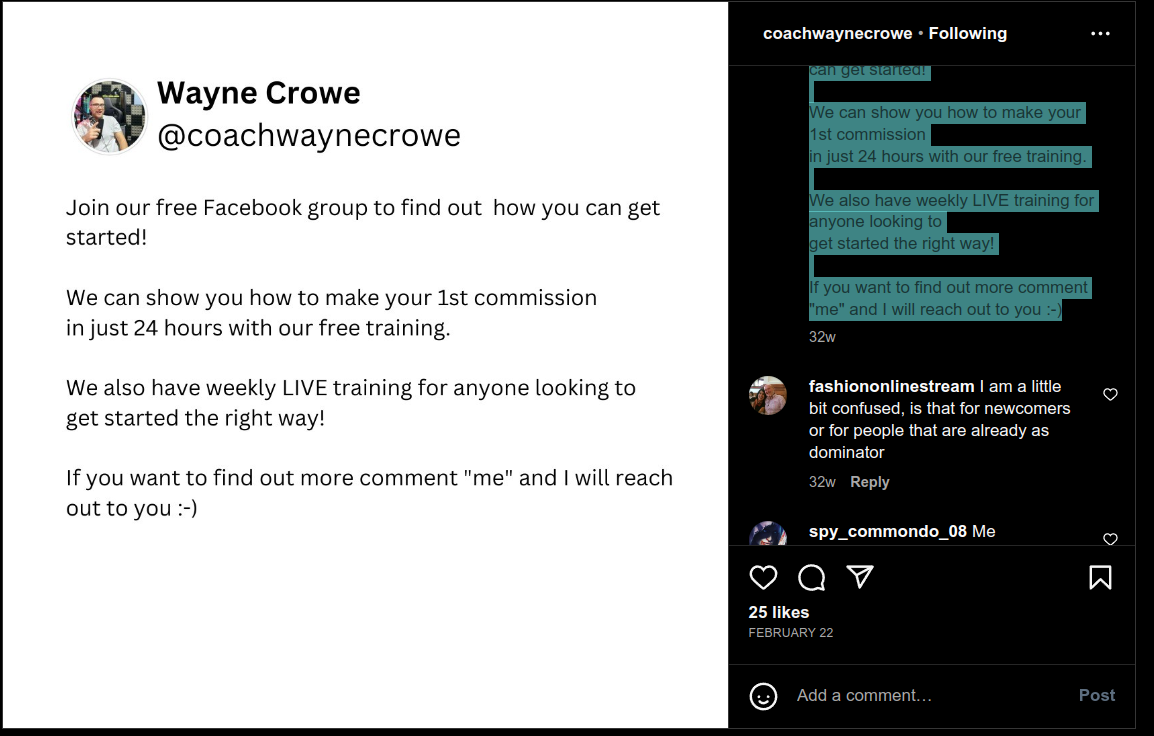 Wayne Crowe
@coachwaynecrowe
Join our free Facebook group to find out  how you can get
started!
We can show you how to make your 1st commission
in just 24 hours with our free training.
We also have weekly LIVE training for anyone looking to
get started the right way!
If you want to find out more comment "me" and I will reach
out to you :-)
coachwaynecrowe • Following
can get started!
We can show you how to make your
1st commission
in just 24 hours with our free training.
We also have weekly LIVE training for
anyone looking to
get started the right way!
If you want to find out more comment
"me" and I will reach out to you :-)
32w
fashiononlinestream I am a little
bit confused, is that for newcomers
or for people that are already as
dominator
32w Reply
spy_commondo_08 Me
25 likes
FEBRUARY 22
Add a comment…
Post